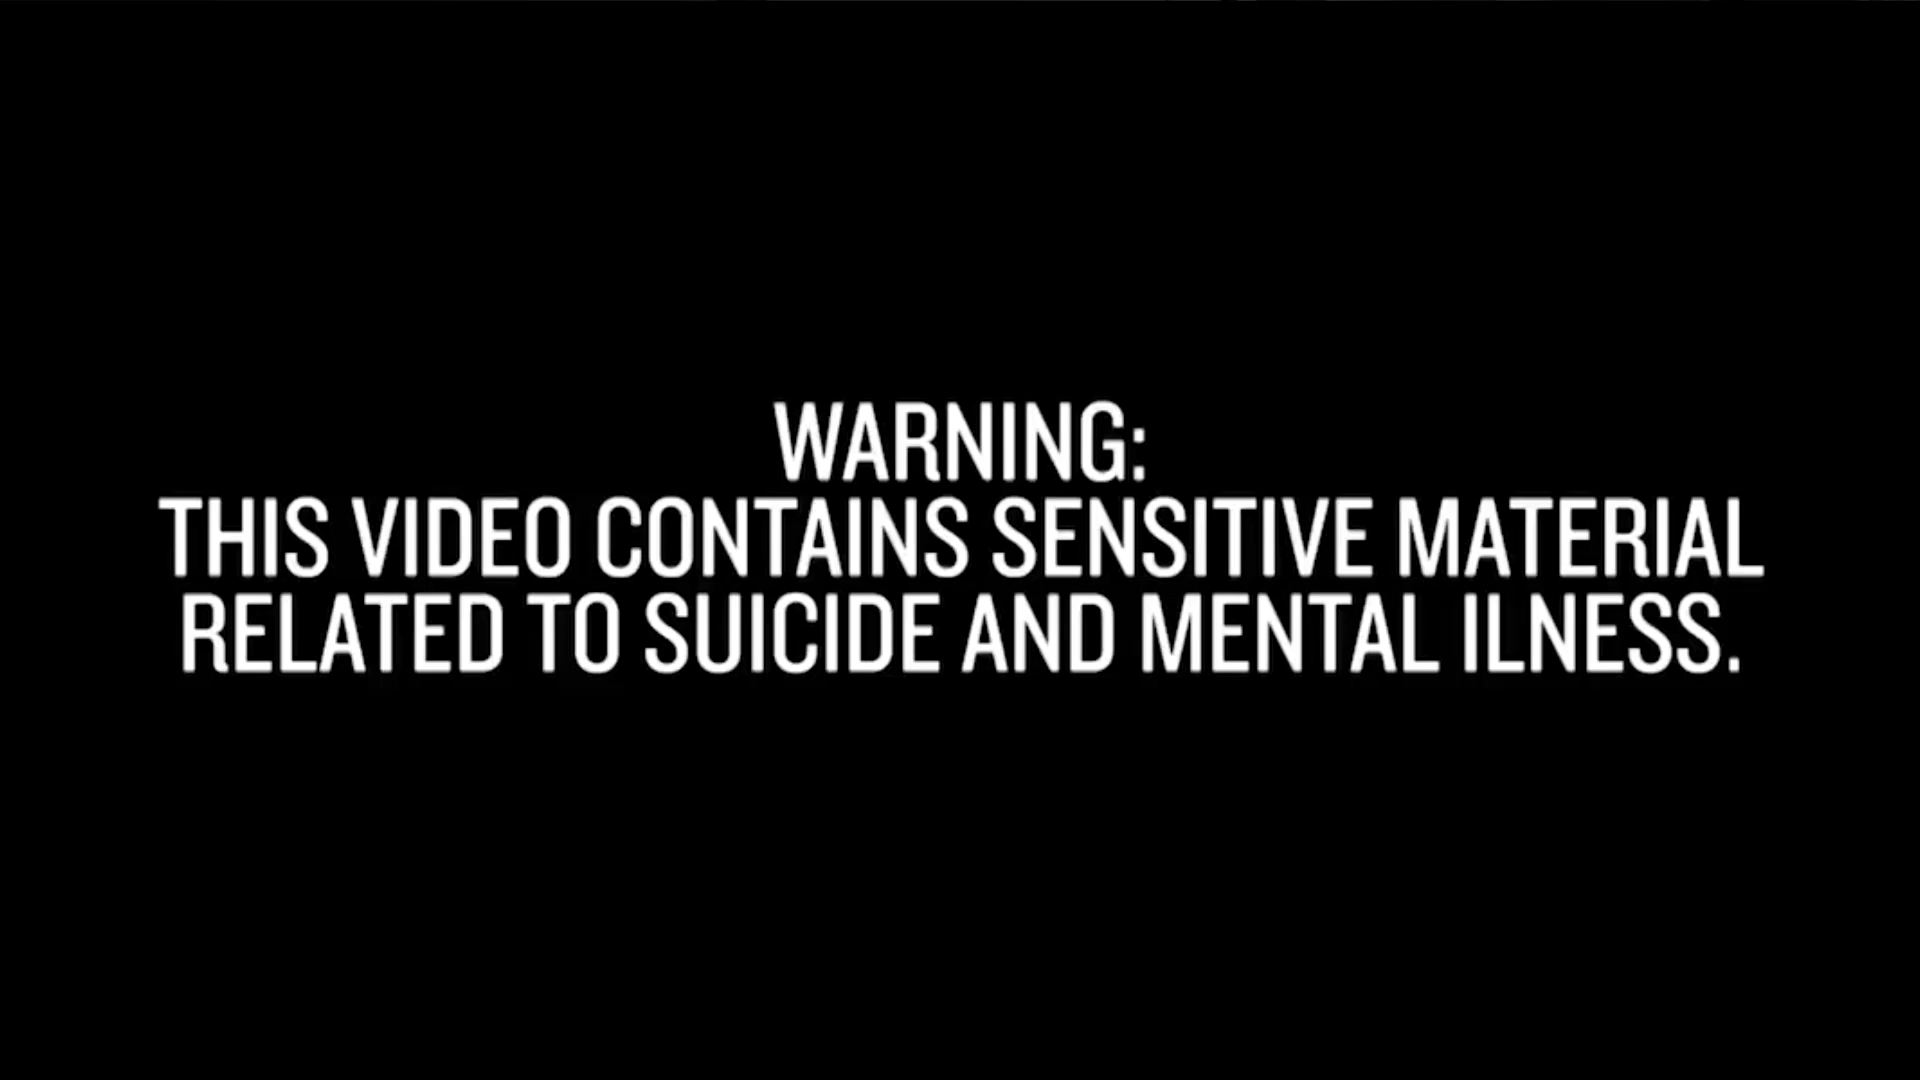 WARNING:
THIS VIDEO CONTAINS SENSITIVE MATERIAL
RELATED TO SUICIDE AND MENTAL ILNESS.